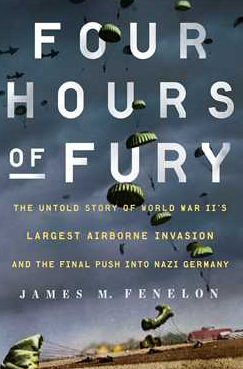 FOUR
HOURS
OF FURY
THE UNTOLD STORY OF WORLD WAR II'S
LARGEST AIRBORNE INVASION
AND THE FINAL PUSH INTO NAZI GERMANY
JAMES M. FENELON